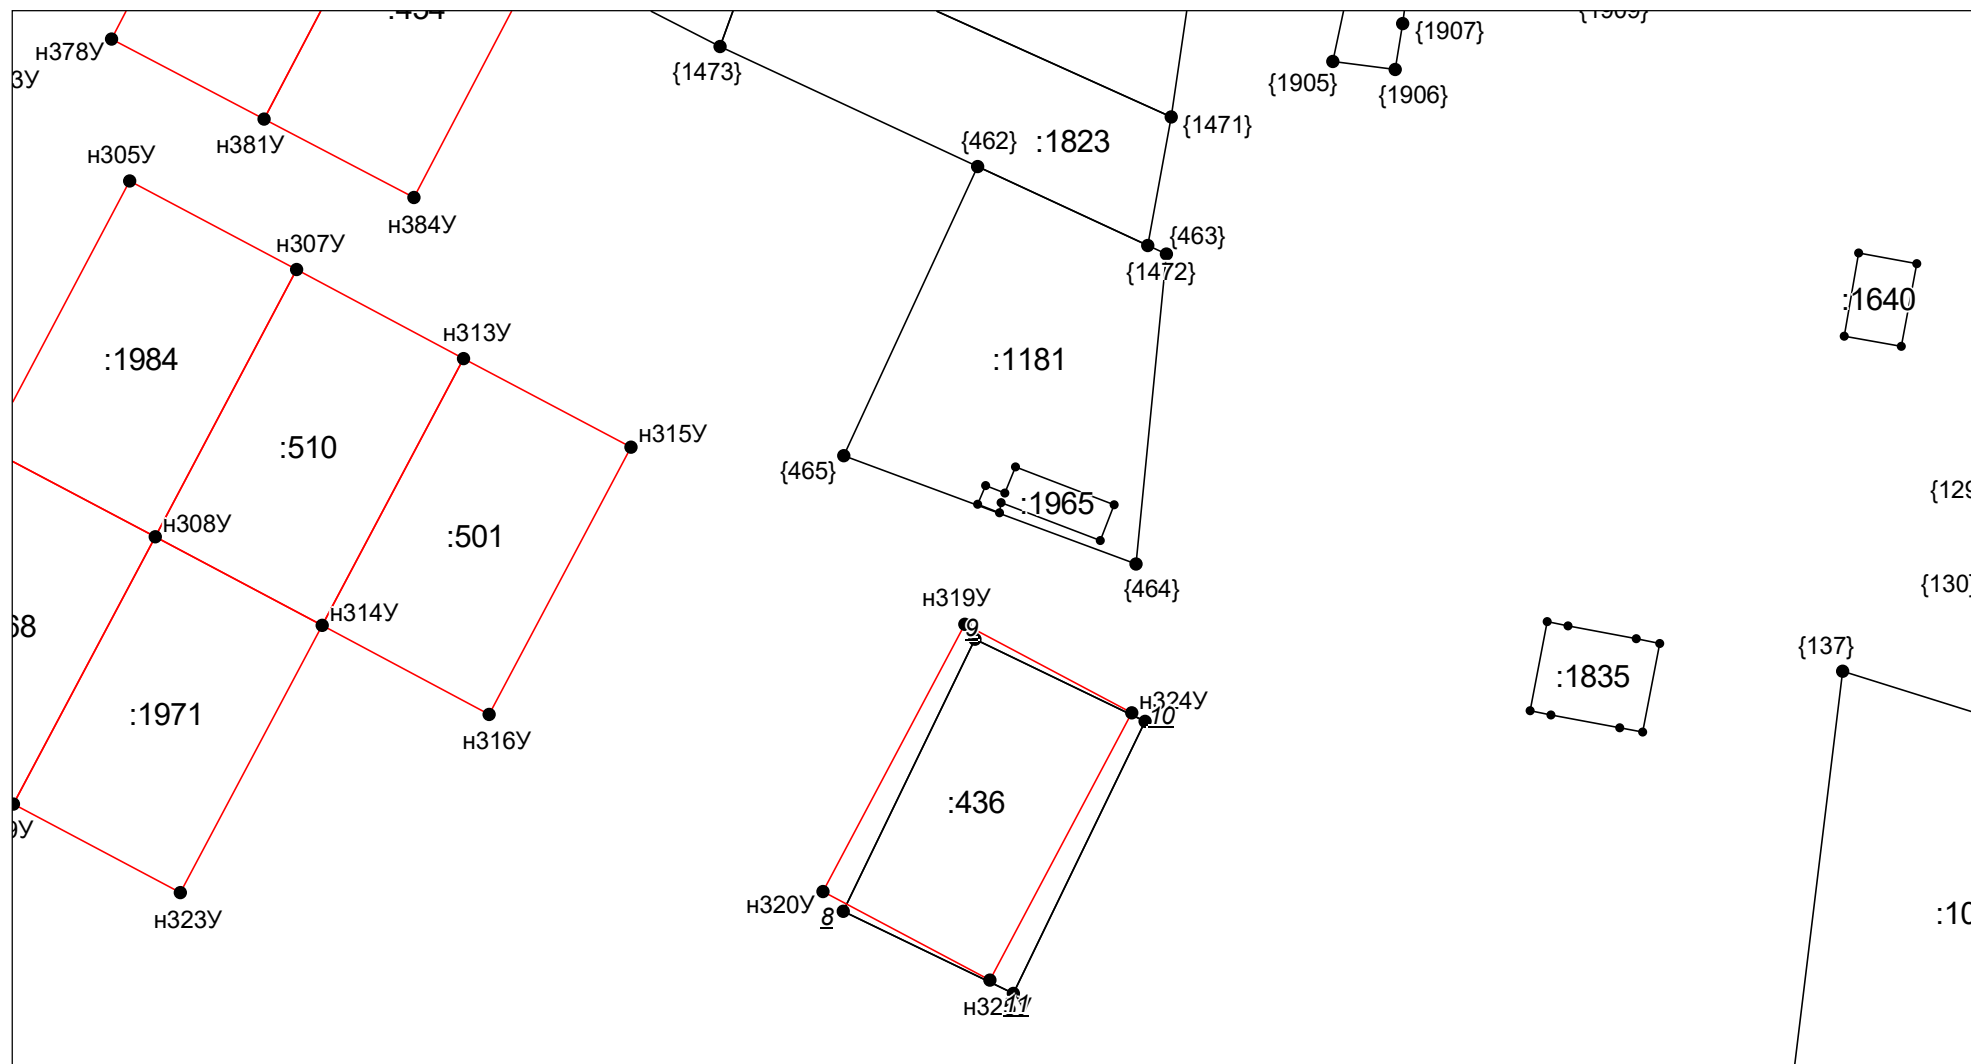 н378У
{1473}
{1907}
{1905}
{1906}
{1471}
н381У
{462}
:1823
н305У
н384У
{463}
н307У
{1472}
:1640
н313У
:1984
:1181
:510
н315У
{465}
:1965
н308У
:501
{464}
н319У
н314У
{130}
9
{137}
:1835
н324У
10
:1971
н316У
:436
н320У
8
н323У
11